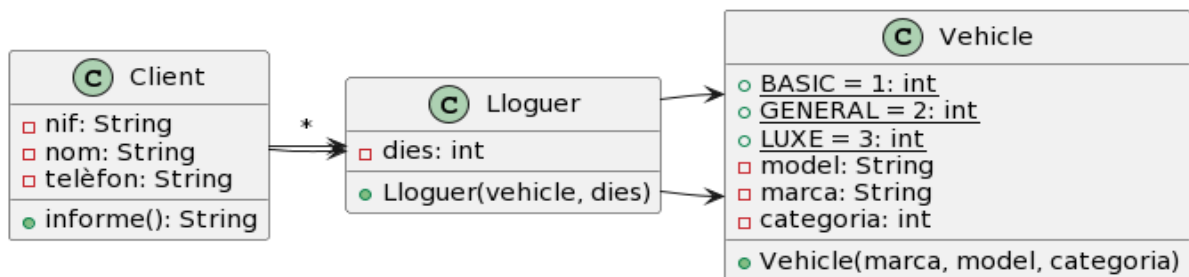 C Client
nif: String
nom: String
telèfon: String
informe(): String
*
C Lloguer
dies: int
Lloguer(vehicle, dies)
C Vehicle
BASIC = 1: int
GENERAL = 2: int
LUXE = 3: int
model: String
marca: String
categoria: int
Vehicle(marca, model, categoria)